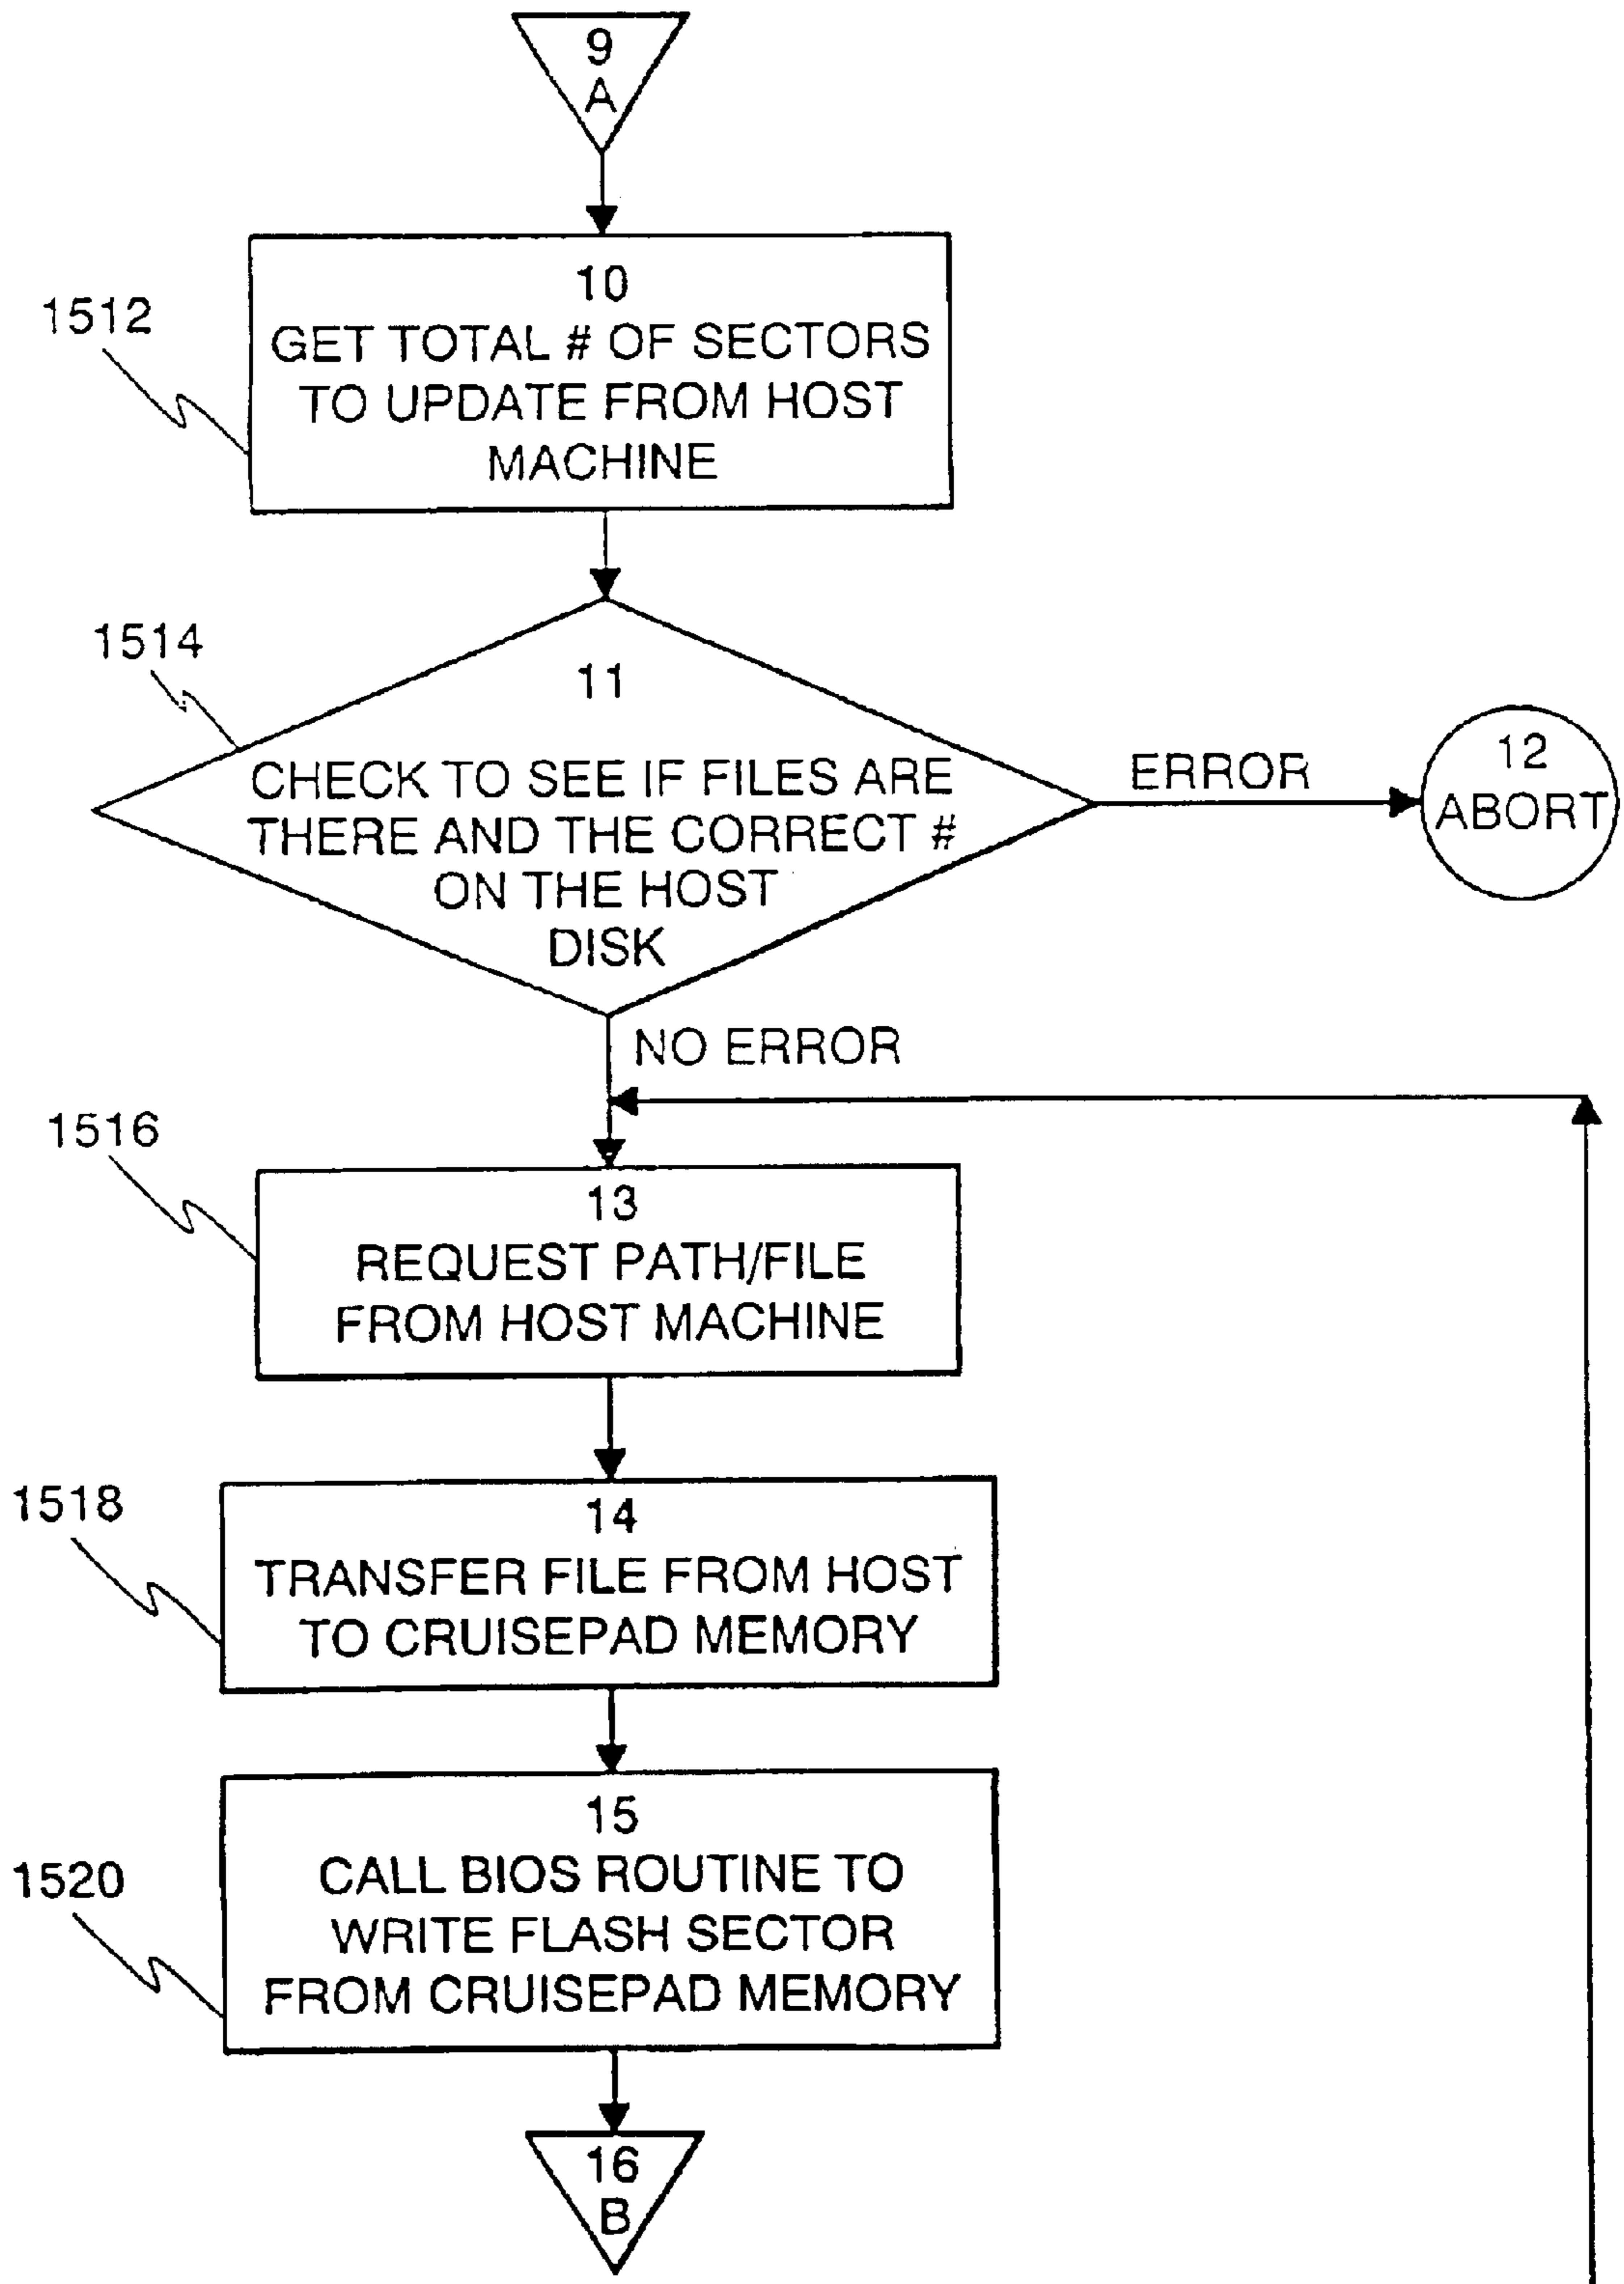 9
A
10
1512
GET TOTAL # OF SECTORS
TO UPDATE FROM HOST
MACHINE
1514
11
CHECK TO SEE IF FILES ARE
THERE AND THE CORRECT #
ON THE HOST
DISK
ERROR
12
ABORT
NO ERROR
1516
13
REQUEST PATH/FILE
FROM HOST MACHINE
1518
14
TRANSFER FILE FROM HOST
TO CRUISEPAD MEMORY
1520
15
CALL BIOS ROUTINE TO
WRITE FLASH SECTOR
FROM CRUISEPAD MEMORY
16
B